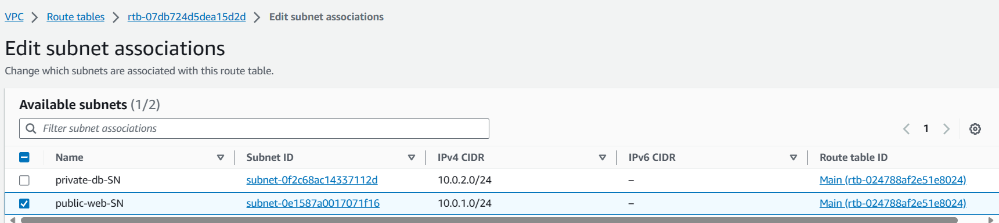 VPC > Route tables > rtb-07db724d5dea15d2d > Edit subnet associations
Edit subnet associations
Change which subnets are associated with this route table.
Available subnets (1/2)
Filter subnet associations
1
Name Subnet ID IPv4 CIDR IPv6 CIDR Route table ID
private-db-SN subnet-0f2c68ac14337112d 10.0.2.0/24 – Main (rtb-024788af2e51e8024)
public-web-SN subnet-0e1587a0017071f16 10.0.1.0/24 – Main (rtb-024788af2e51e8024)